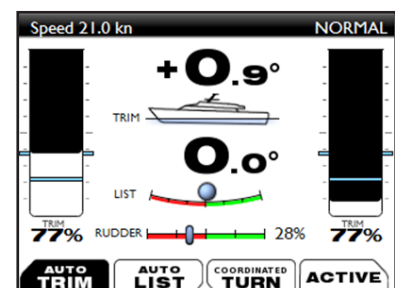 Speed 21.0 kn NORMAL
+0.9°
TRIM
0.0°
LIST
TRIM
77%
RUDDER 28%
TRIM
77%
AUTO
TRIM
AUTO
LIST
COORDINATED
TURN
ACTIVE